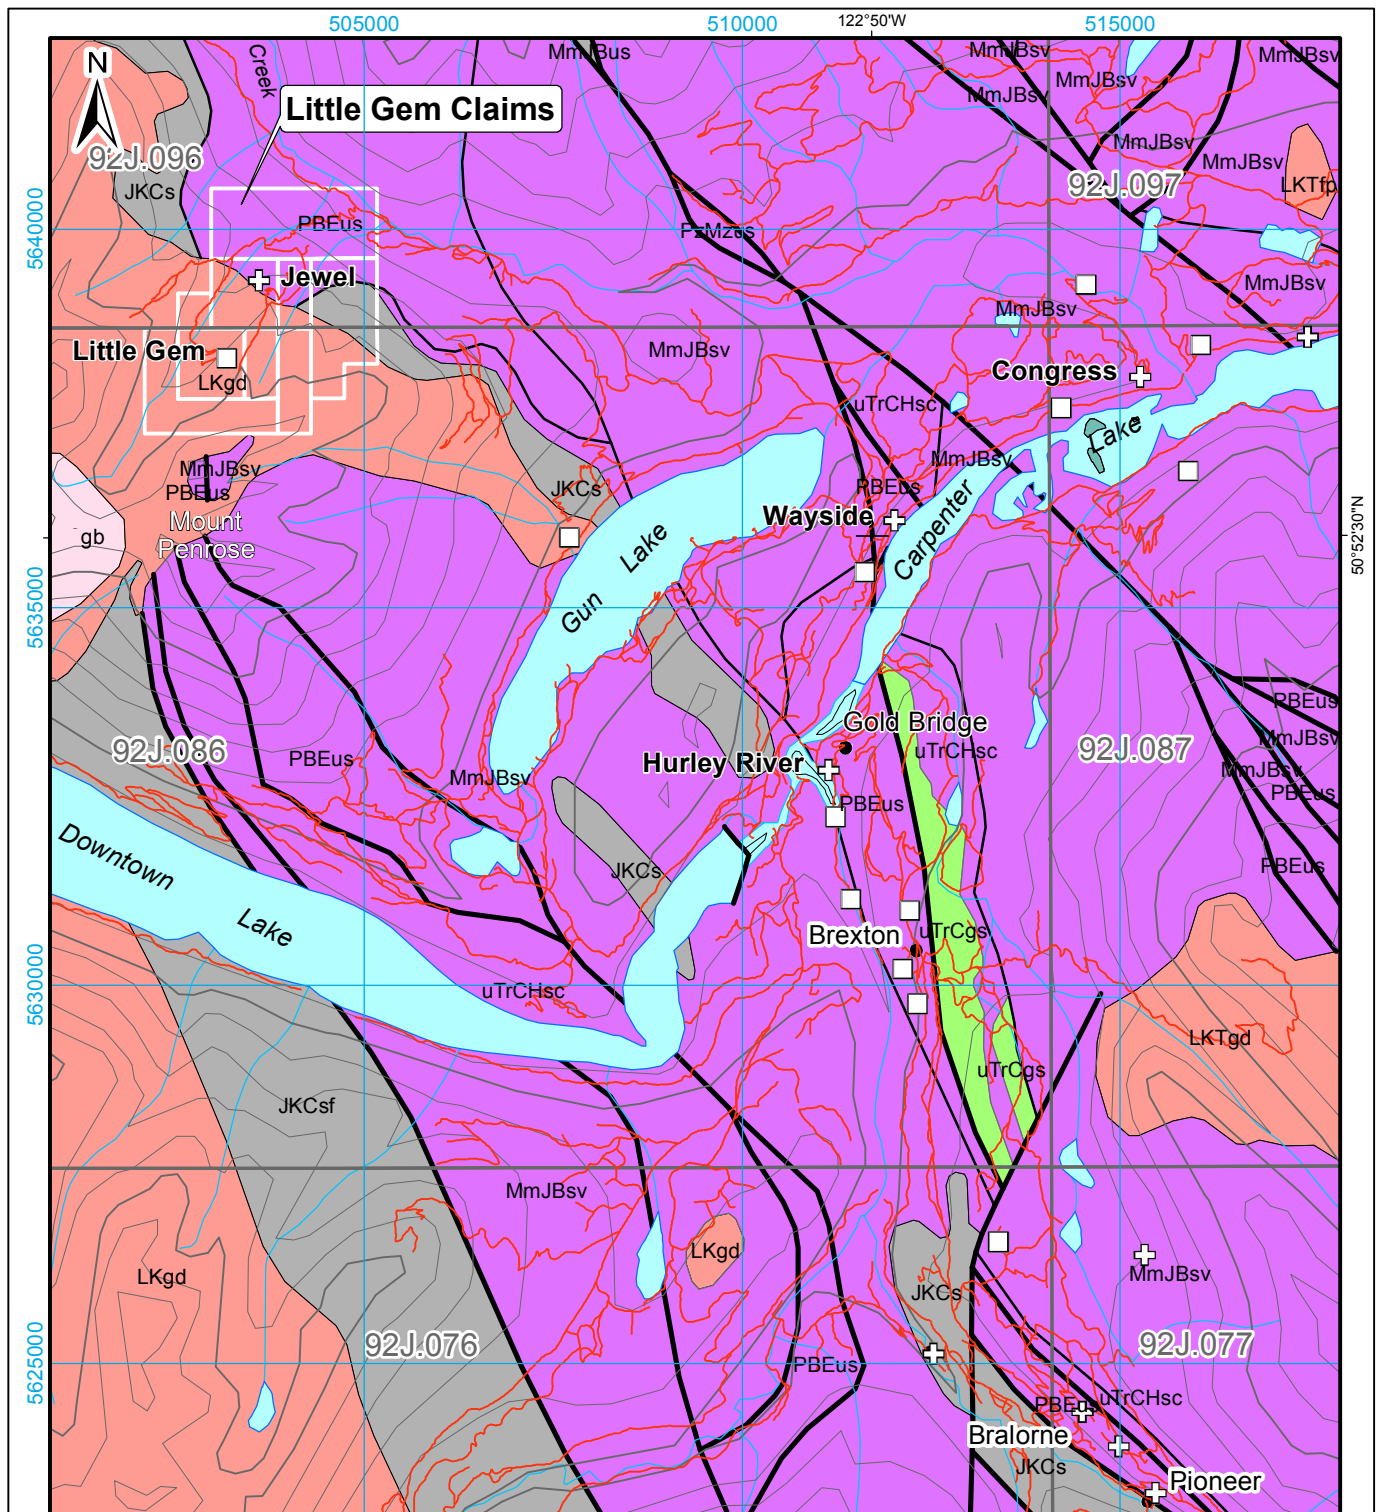 505000
510000
122°50'W
515000
N
Creek
MmJBus
MmJBsv
MmJBsv
MmJBsv
MmJBsv
Little Gem Claims
92J.096
MmJBsv
MmJBsv
JKCs
92J.097
LKTfp
5640000
PBEus
PzMzus
Jewel
MmJBsv
MmJBsv
Little Gem
MmJBsv
LKgd
Congress
uTrCHsc
Lake
MmJBsv
MmJBsv
PBEus
JKCs
PBEus
Wayside
Mount
Penrose
gb
Lake
Carpenter
50°52'30"N
5635000
Gun
PBEus
Gold Bridge
92J.086
uTrCHsc
92J.087
MmJBsv
PBEus
Hurley River
MmJBsv
MmJBsv
PBEus
PBEus
Downtown
JKCs
PBEus
Lake
Brexton
uTrCgs
5630000
uTrCHsc
LKTgd
uTrCgs
JKCsf
MmJBsv
LKgd
LKgd
MmJBsv
JKCs
5625000
92J.076
92J.077
PBEus
PBEus
uTrCHsc
Bralorne
JKCs
Pioneer